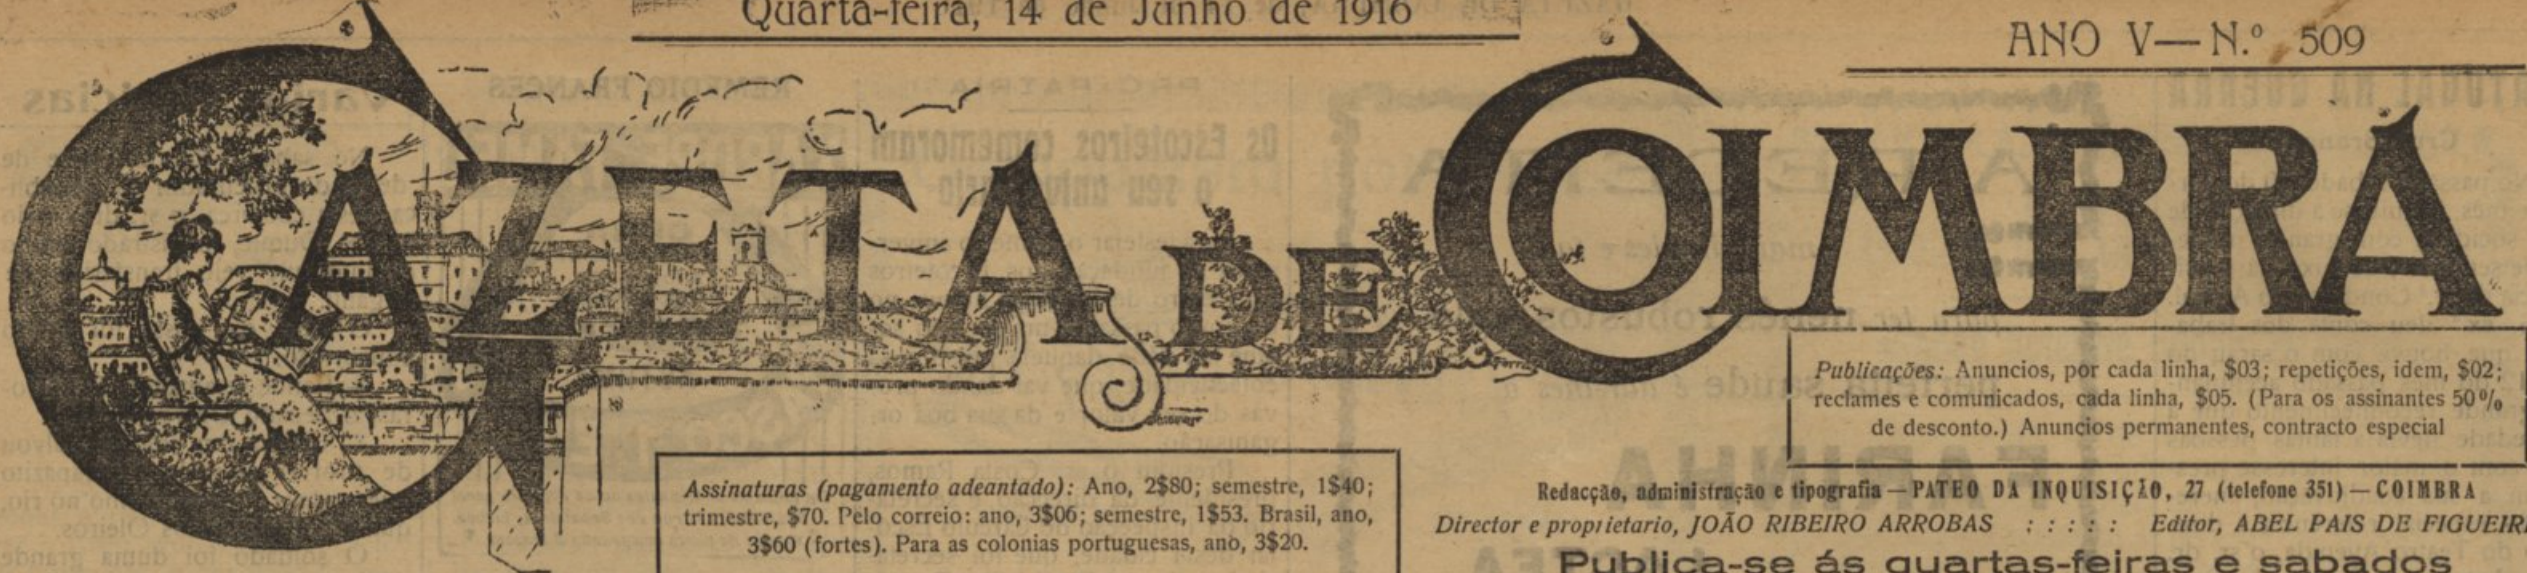 Quarta-feira, 14 de Junho de 1916
ANO V—N.º 509
GAZETA DE COIMBRA
Publicações: Anuncios, por cada linha, $03; repetições, idem, $02;
reclames e comunicados, cada linha, $05. (Para os assinantes 50%
de desconto.) Anuncios permanentes, contracto especial
Assinaturas (pagamento adeantado): Ano, 2$80; semestre, 1$40;
trimestre, $70. Pelo correio: ano, 3$06; semestre, 1$53. Brasil, ano,
3$60 (fortes). Para as colonias portuguesas, ano, 3$20.
Redacção, administração e tipografia — PATEO DA INQUISIÇÃO, 27 (telefone 351) — COIMBRA
Director e proprietario, JOÃO RIBEIRO ARROBAS : : : : : Editor, ABEL PAIS DE FIGUEIR
Publica-se ás quartas-feiras e sabados